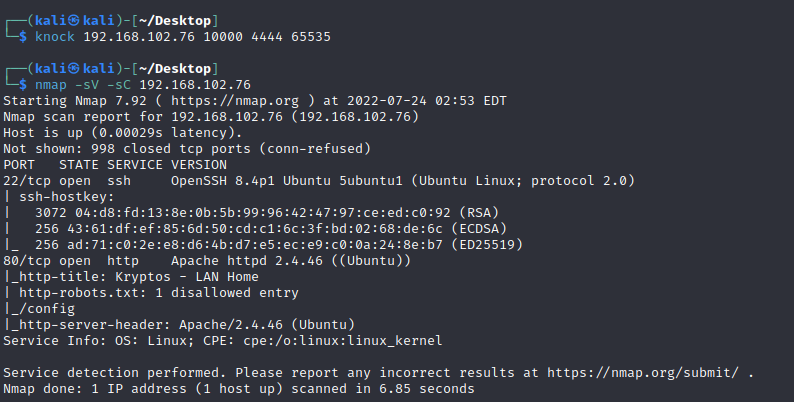 ┌──(kali㉿kali)-[~/Desktop]
└─$ knock 192.168.102.76 10000 4444 65535

┌──(kali㉿kali)-[~/Desktop]
└─$ nmap -sV -sC 192.168.102.76
Starting Nmap 7.92 ( https://nmap.org ) at 2022-07-24 02:53 EDT
Nmap scan report for 192.168.102.76 (192.168.102.76)
Host is up (0.00029s latency).
Not shown: 998 closed tcp ports (conn-refused)
PORT   STATE SERVICE VERSION
22/tcp open  ssh     OpenSSH 8.4p1 Ubuntu 5ubuntu1 (Ubuntu Linux; protocol 2.0)
| ssh-hostkey:
|   3072 04:d8:fd:13:8e:0b:5b:99:96:42:47:97:ce:ed:c0:92 (RSA)
|   256 43:61:df:ef:85:6d:50:cd:c1:6c:3f:bd:02:68:de:6c (ECDSA)
|_  256 ad:71:c0:2e:e8:d6:4b:d7:e5:ec:e9:c0:0a:24:8e:b7 (ED25519)
80/tcp open  http    Apache httpd 2.4.46 ((Ubuntu))
|_http-title: Kryptos - LAN Home
| http-robots.txt: 1 disallowed entry
|_/config
|_http-server-header: Apache/2.4.46 (Ubuntu)
Service Info: OS: Linux; CPE: cpe:/o:linux:linux_kernel

Service detection performed. Please report any incorrect results at https://nmap.org/submit/ .
Nmap done: 1 IP address (1 host up) scanned in 6.85 seconds